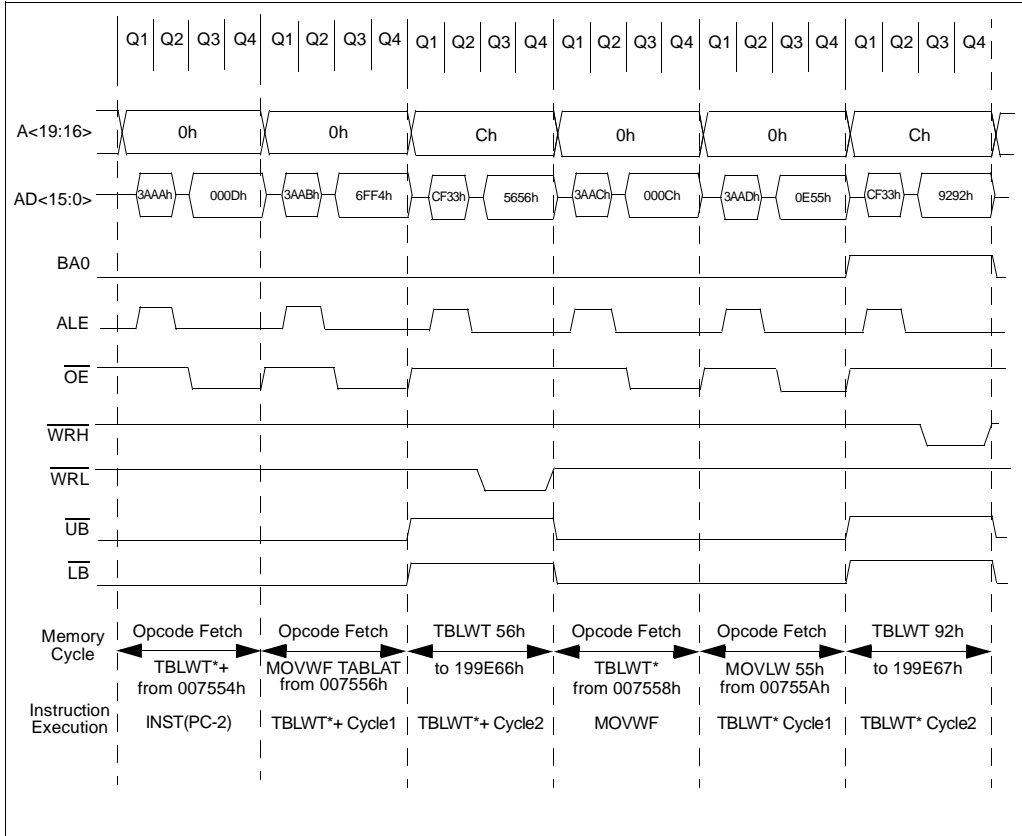 Q1 Q2 Q3 Q4 Q1 Q2 Q3 Q4 Q1 Q2 Q3 Q4 Q1 Q2 Q3 Q4 Q1 Q2 Q3 Q4 Q1 Q2 Q3 Q4
A<19:16> 0h 0h Ch 0h 0h Ch
AD<15:0> 3AAAh 000Dh 3AABh 6FF4h CF33h 5656h 3AACh 000Ch 3AADh 0E55h CF33h 9292h
BA0
ALE
OE
WRH
WRL
UB
LB
Memory Cycle
Opcode Fetch
TBLWT*+
from 007554h
Opcode Fetch
MOVWF TABLAT
from 007556h
TBLWT 56h
to 199E66h
Opcode Fetch
TBLWT*
from 007558h
Opcode Fetch
MOVLW 55h
from 00755Ah
TBLWT 92h
to 199E67h
Instruction Execution
INST(PC-2) TBLWT*+ Cycle1 TBLWT*+ Cycle2 MOVWF TBLWT* Cycle1 TBLWT* Cycle2